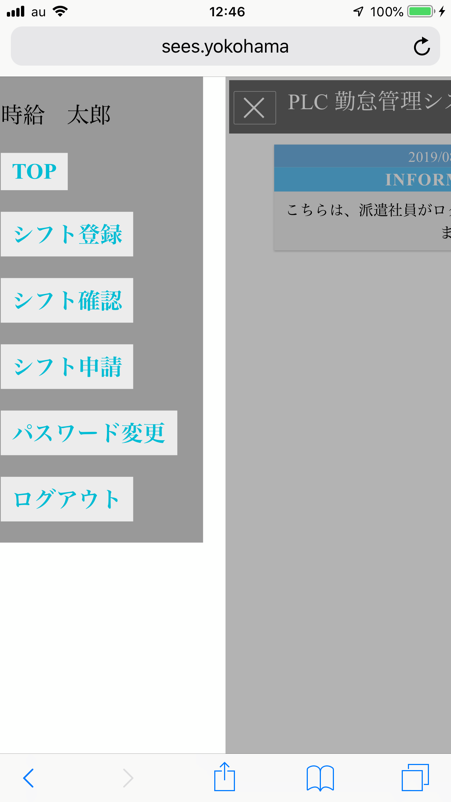 au 12:46 100%
sees.yokohama
時給　太郎
TOP
シフト登録
シフト確認
シフト申請
パスワード変更
ログアウト
PLC 勤怠管理シス
2019/0
INFORM
こちらは、派遣社員がログ
ま